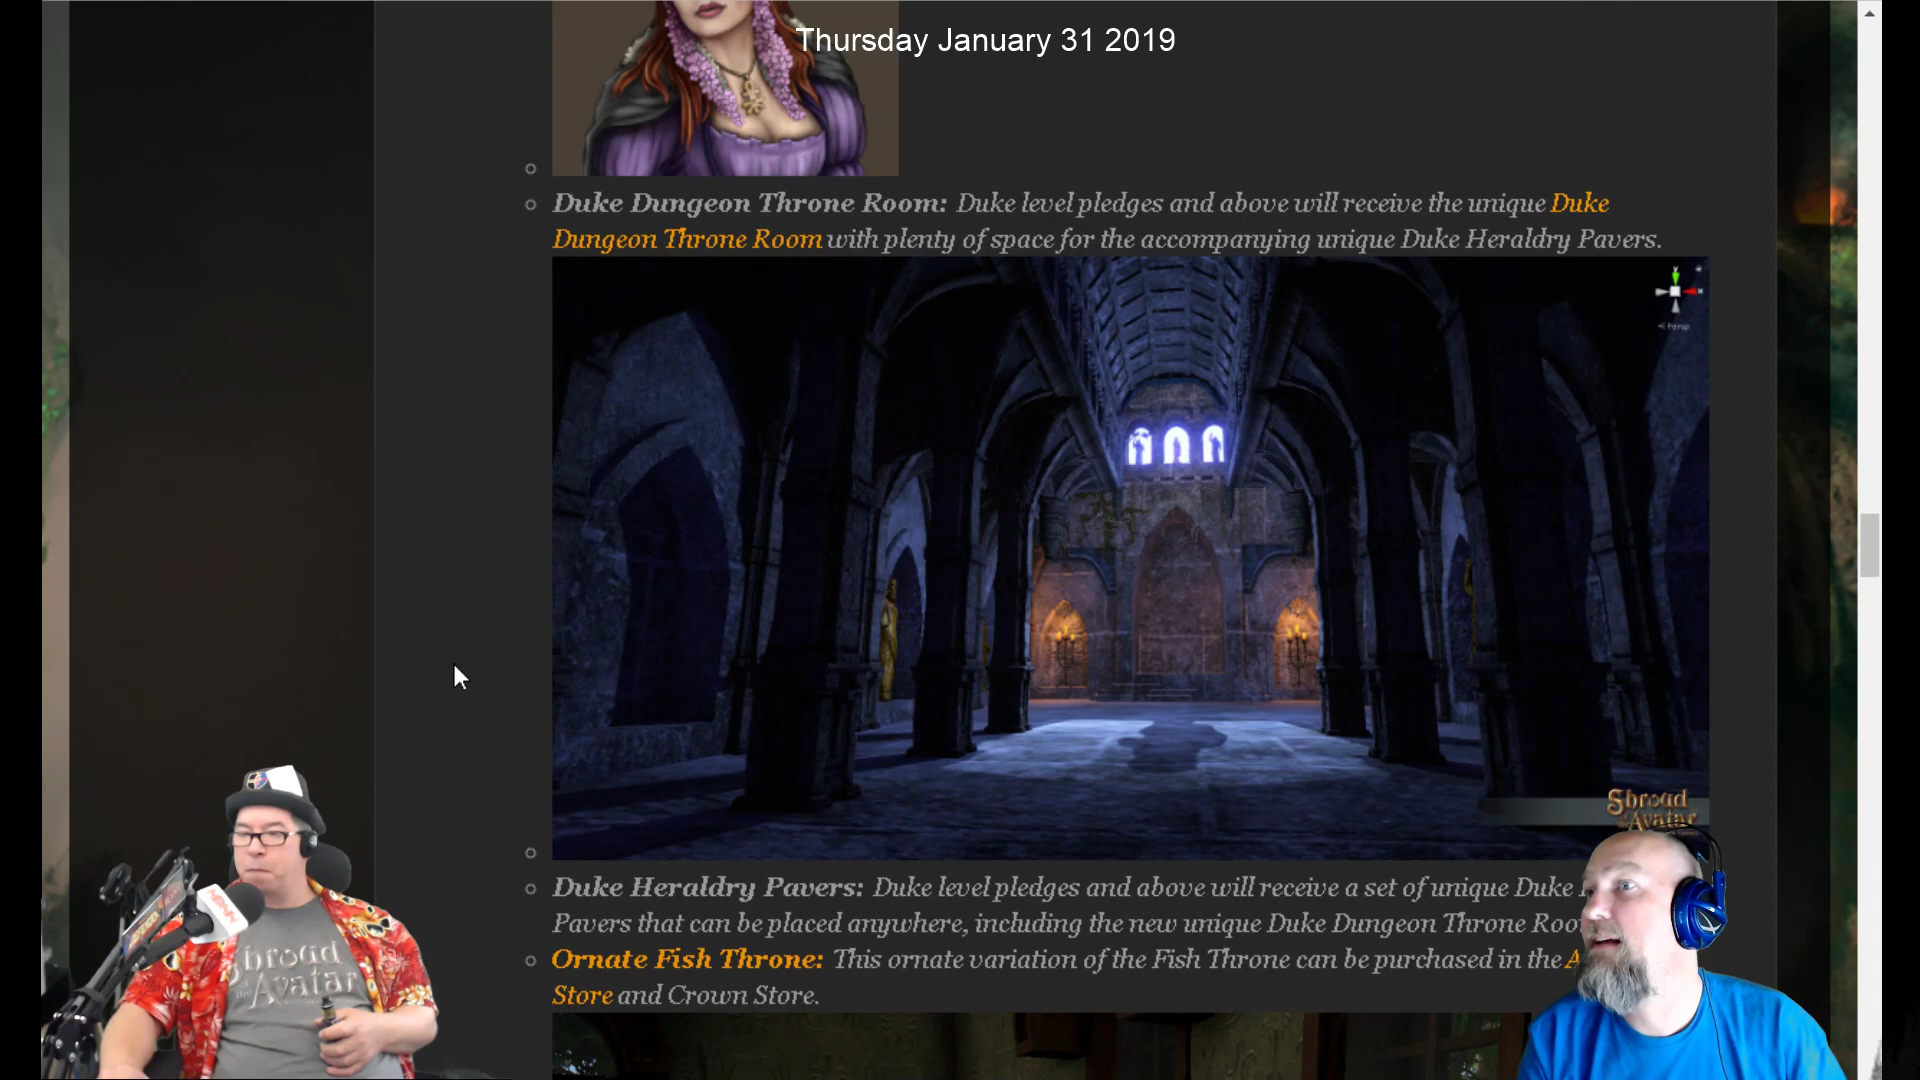 Thursday January 31 2019
Duke Dungeon Throne Room: Duke level pledges and above will receive the unique Duke
Dungeon Throne Room with plenty of space for the accompanying unique Duke Heraldry Pavers.
< Persp
Shroud
Avatar
Duke Heraldry Pavers: Duke level pledges and above will receive a set of unique Duke
Pavers that can be placed anywhere, including the new unique Duke Dungeon Throne Roo
Ornate Fish Throne: This ornate variation of the Fish Throne can be purchased in the A
Store and Crown Store.
Shroud
of the
Avatar